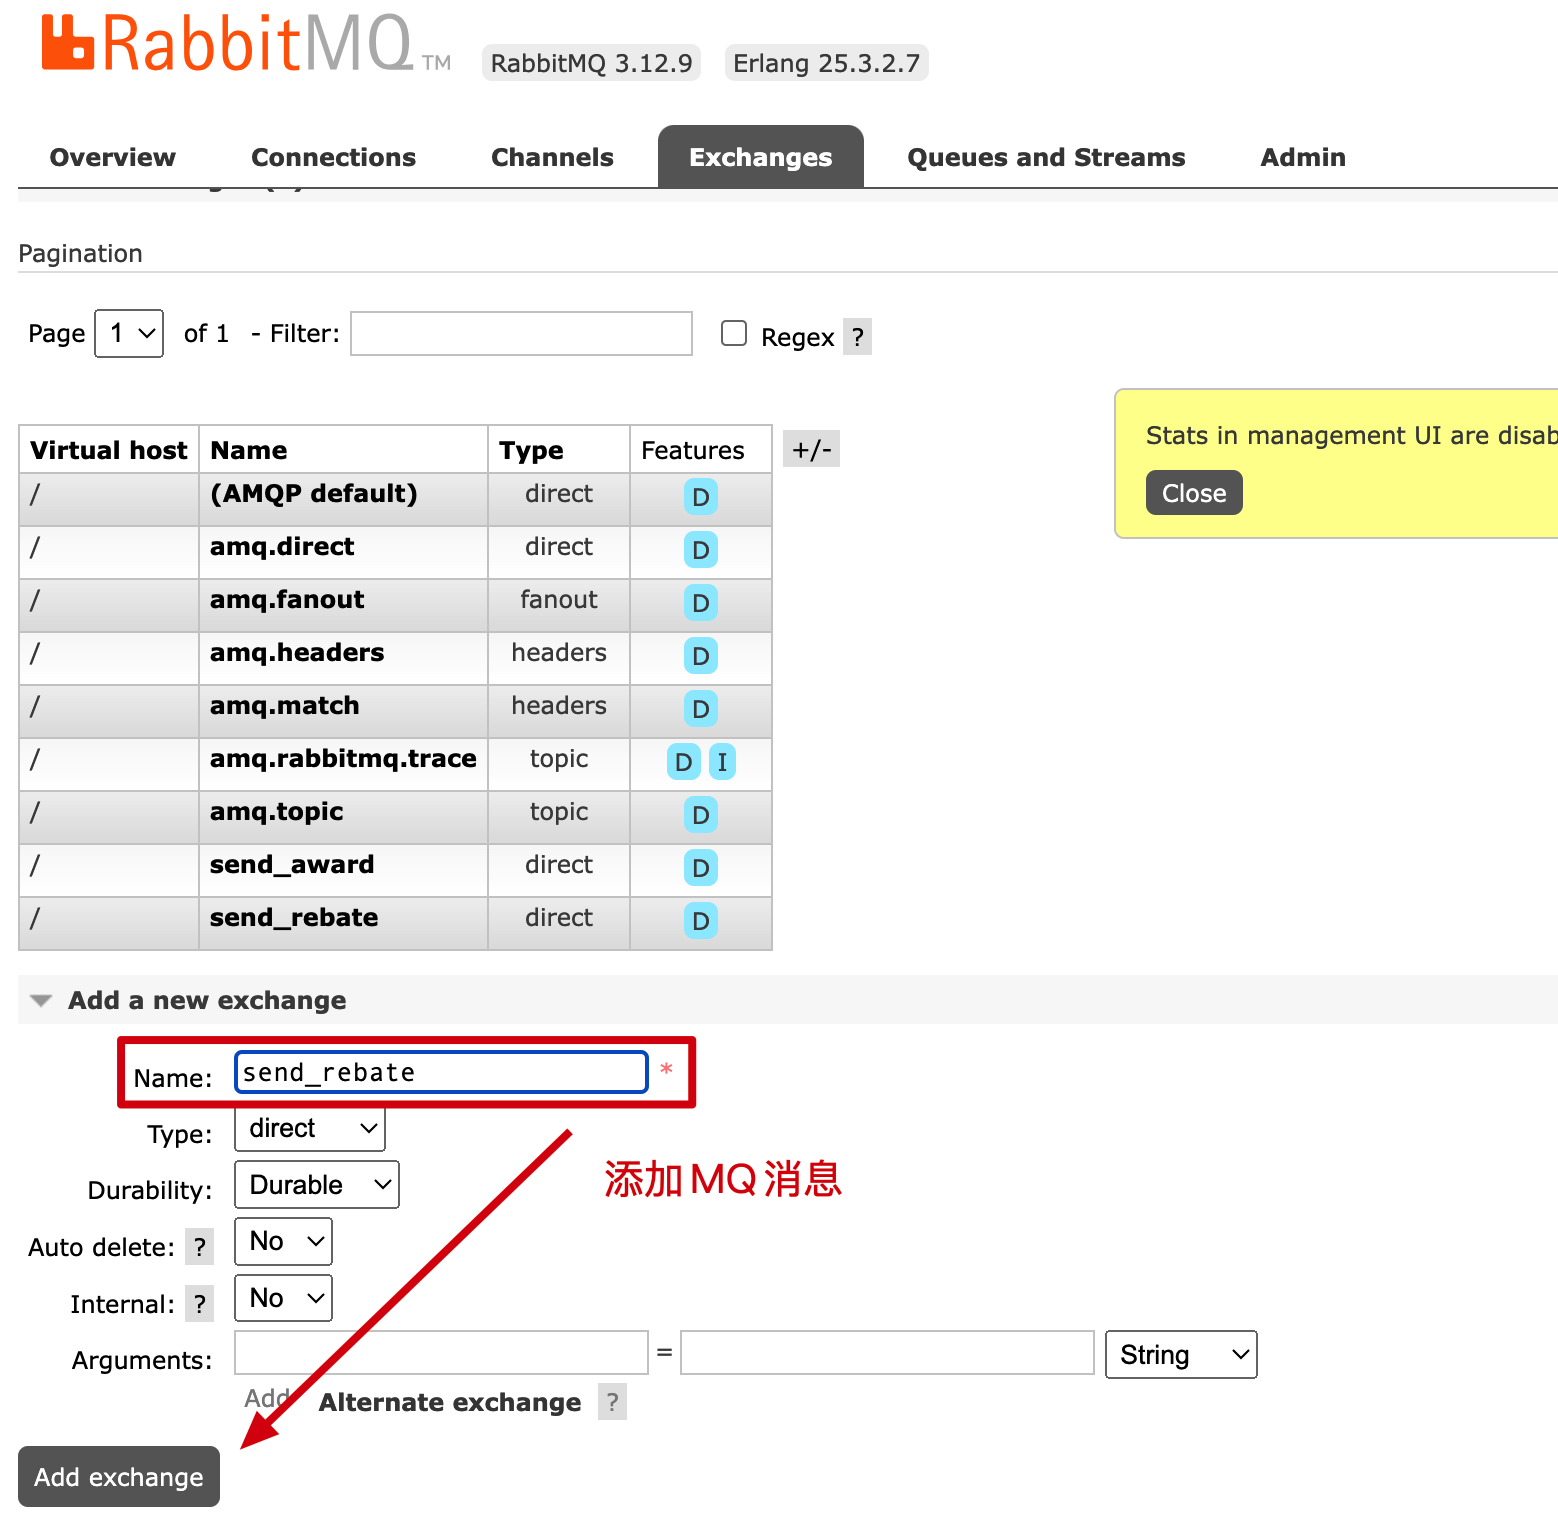 RabbitMQ TM RabbitMQ 3.12.9 Erlang 25.3.2.7
Overview Connections Channels Exchanges Queues and Streams Admin
Pagination
Page 1 of 1 - Filter: Regex ?
Stats in management UI are disab
Close
Virtual host Name Type Features +/-
/ (AMQP default) direct D
/ amq.direct direct D
/ amq.fanout fanout D
/ amq.headers headers D
/ amq.match headers D
/ amq.rabbitmq.trace topic D I
/ amq.topic topic D
/ send_award direct D
/ send_rebate direct D
Add a new exchange
Name: send_rebate *
Type: direct
添加MQ消息
Durability: Durable
Auto delete: ? No
Internal: ? No
Arguments: = String
Add Alternate exchange ?
Add exchange